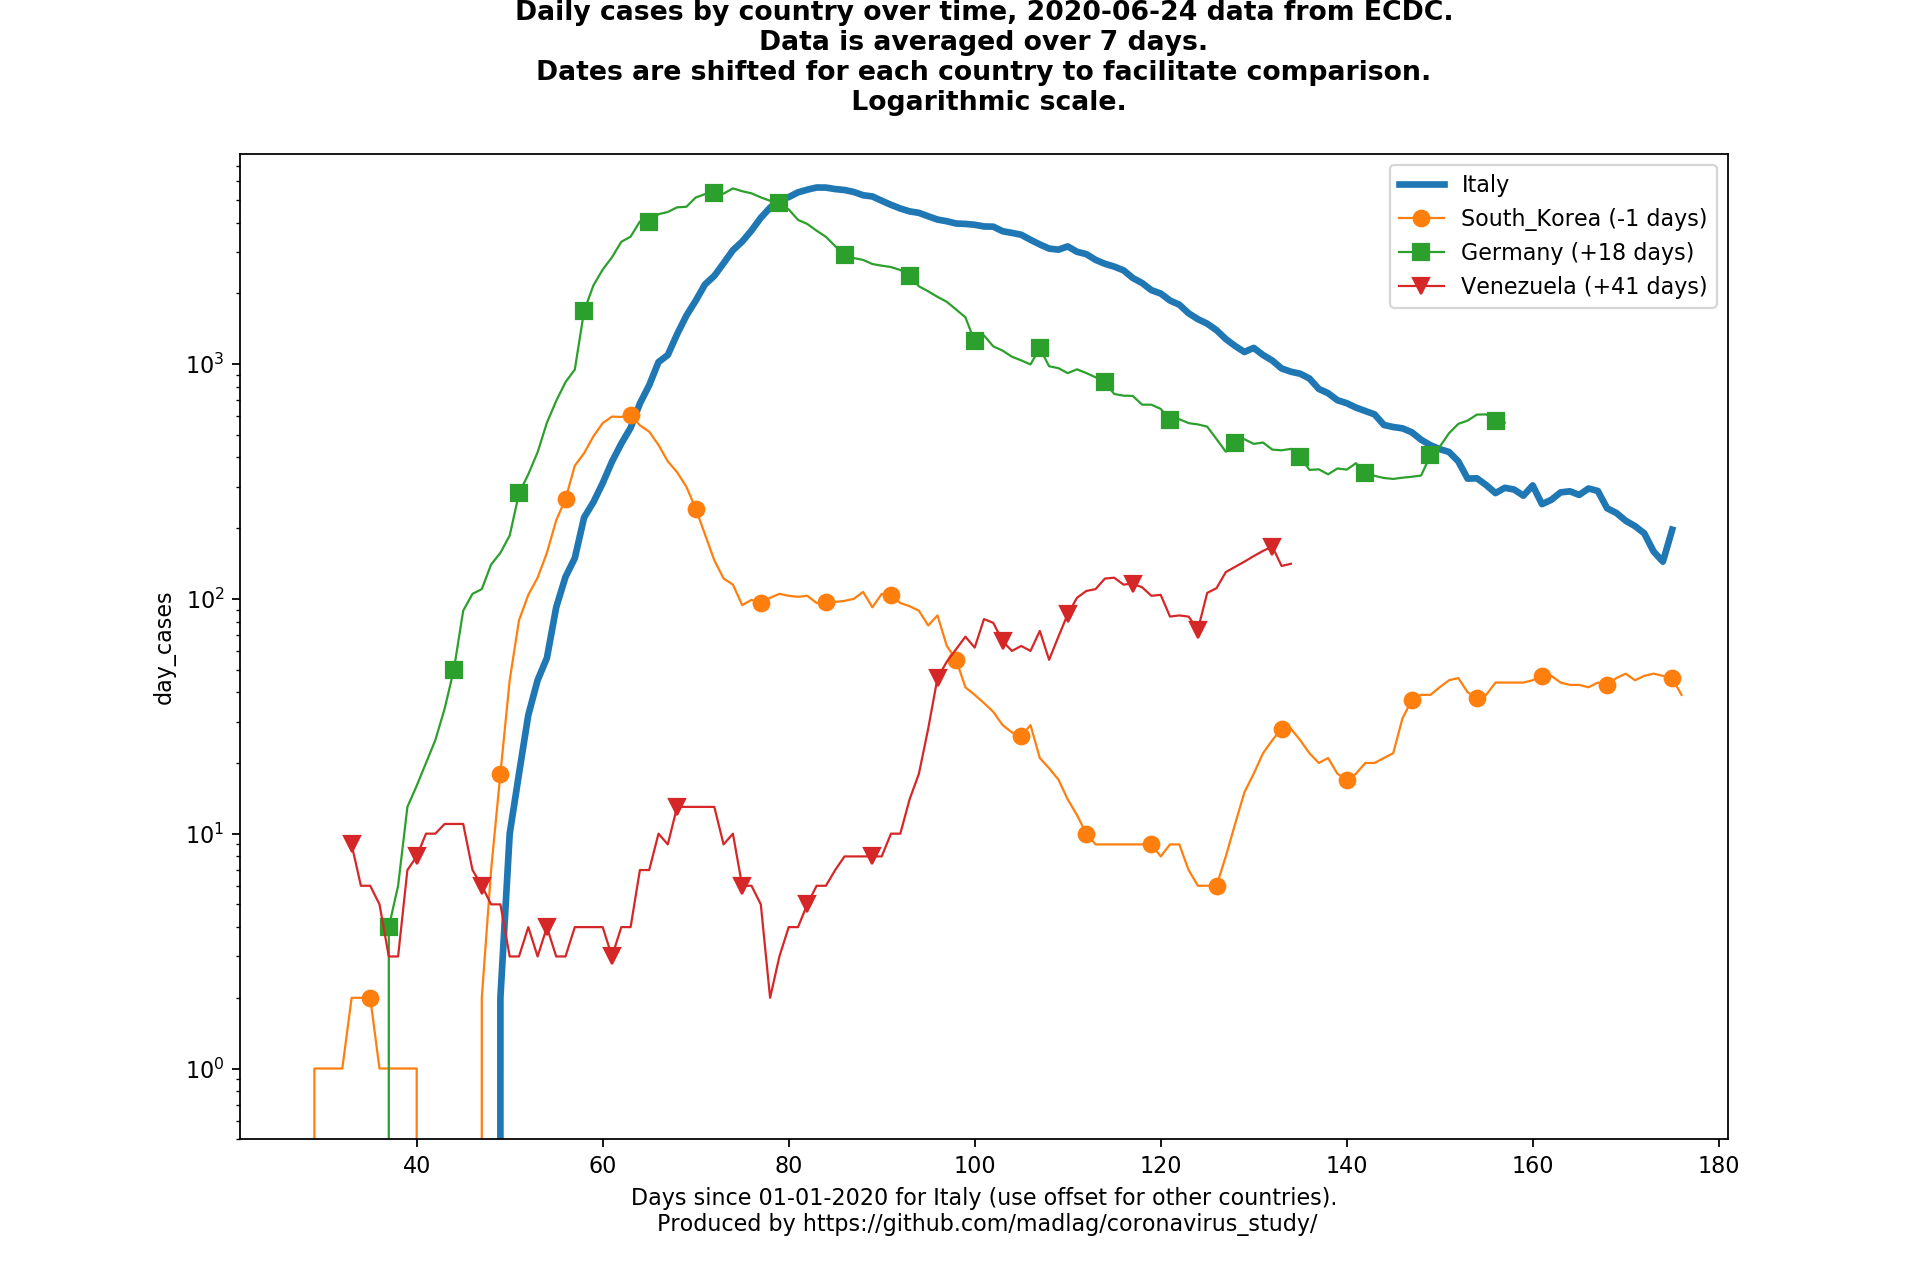 Daily cases by country over time, 2020-06-24 data from ECDC.
Data is averaged over 7 days.
Dates are shifted for each country to facilitate comparison.
Logarithmic scale.
Italy
South_Korea (-1 days)
Germany (+18 days)
Venezuela (+41 days)
day_cases
10³
10²
10¹
10⁰
40 60 80 100 120 140 160 180
Days since 01-01-2020 for Italy (use offset for other countries).
Produced by https://github.com/madlag/coronavirus_study/